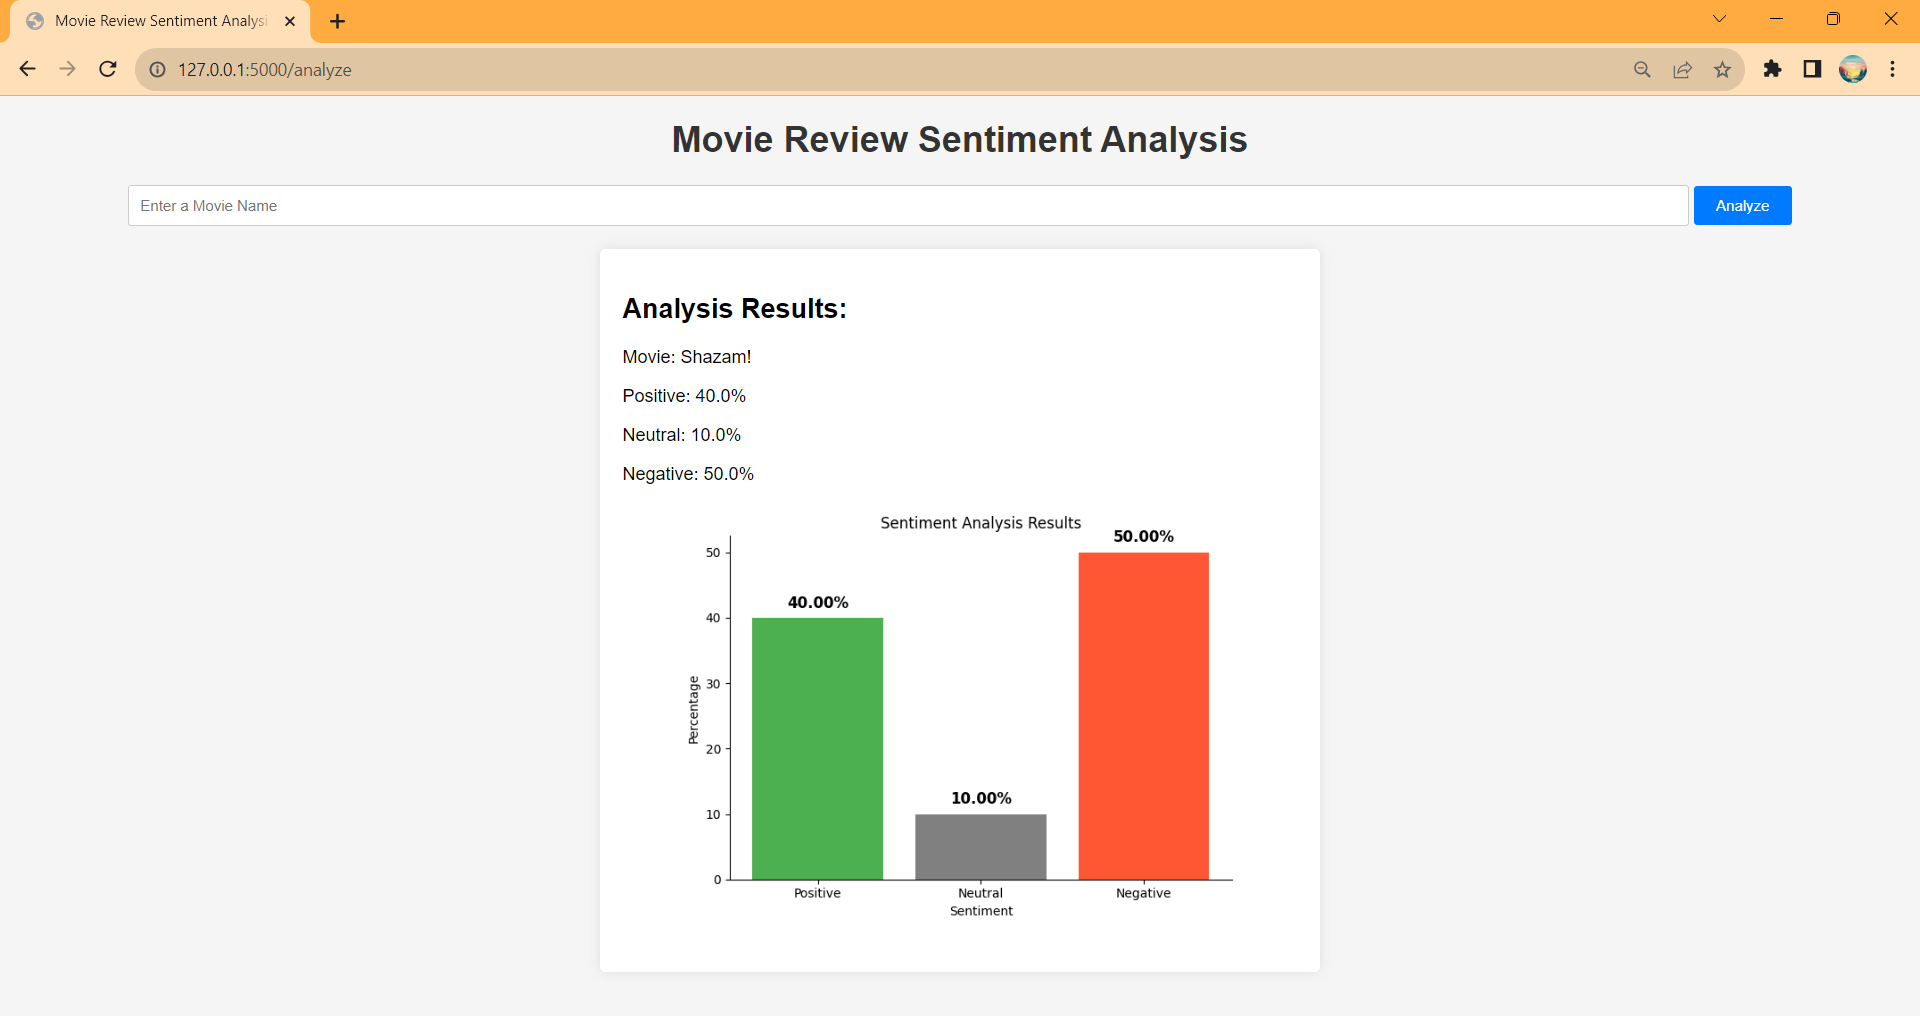 Movie Review Sentiment Analysi
127.0.0.1:5000/analyze
Movie Review Sentiment Analysis
Enter a Movie Name
Analyze
Analysis Results:
Movie: Shazam!
Positive: 40.0%
Neutral: 10.0%
Negative: 50.0%
Sentiment Analysis Results
50.00%
40.00%
10.00%
50
40
30
20
10
0
Percentage
Positive
Neutral
Negative
Sentiment